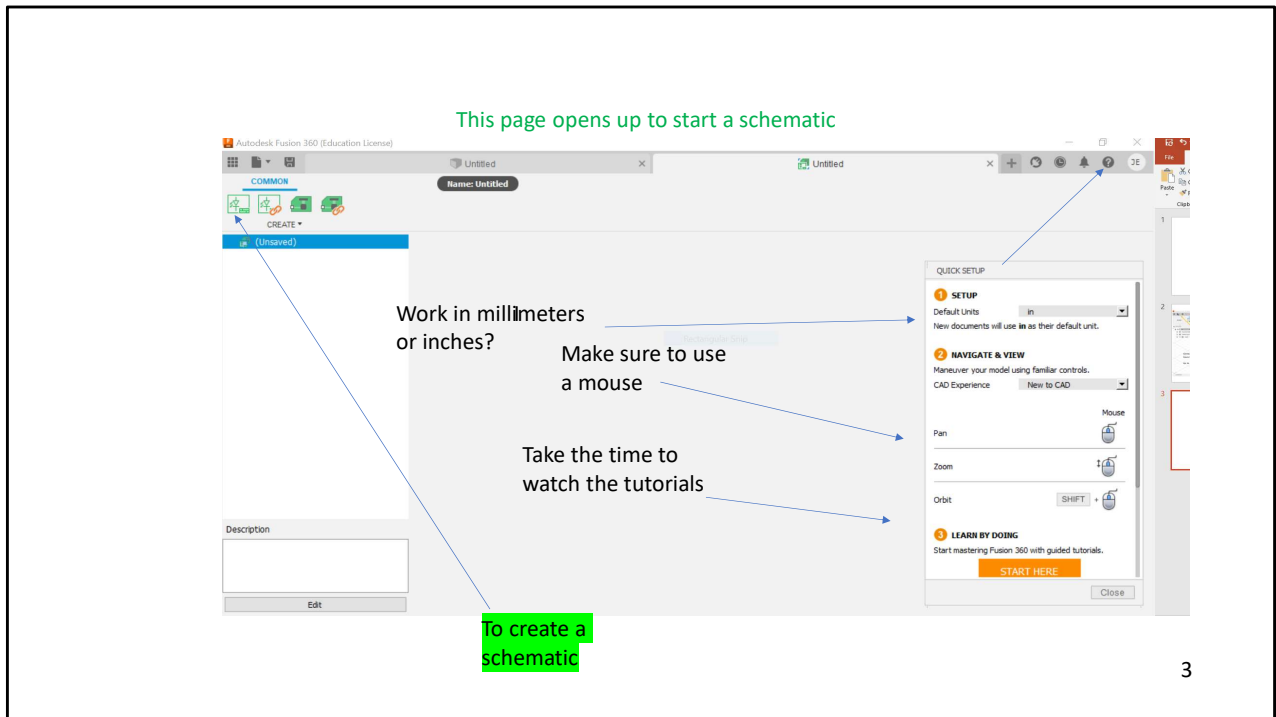 This page opens up to start a schematic
Autodesk Fusion 360 (Education License)
Untitled
Untitled
JE
File
COMMON
Name: Untitled
Paste
CREATE
(Unsaved)
1
QUICK SETUP
1 SETUP
Default Units in
New documents will use in as their default unit.
Work in millimeters
or inches?
2
Make sure to use
a mouse
2 NAVIGATE & VIEW
Maneuver your model using familiar controls.
CAD Experience New to CAD
3
Mouse
Pan
Take the time to
watch the tutorials
Zoom
Orbit SHIFT +
Description
3 LEARN BY DOING
Start mastering Fusion 360 with guided tutorials.
START HERE
Close
Edit
To create a
schematic
3